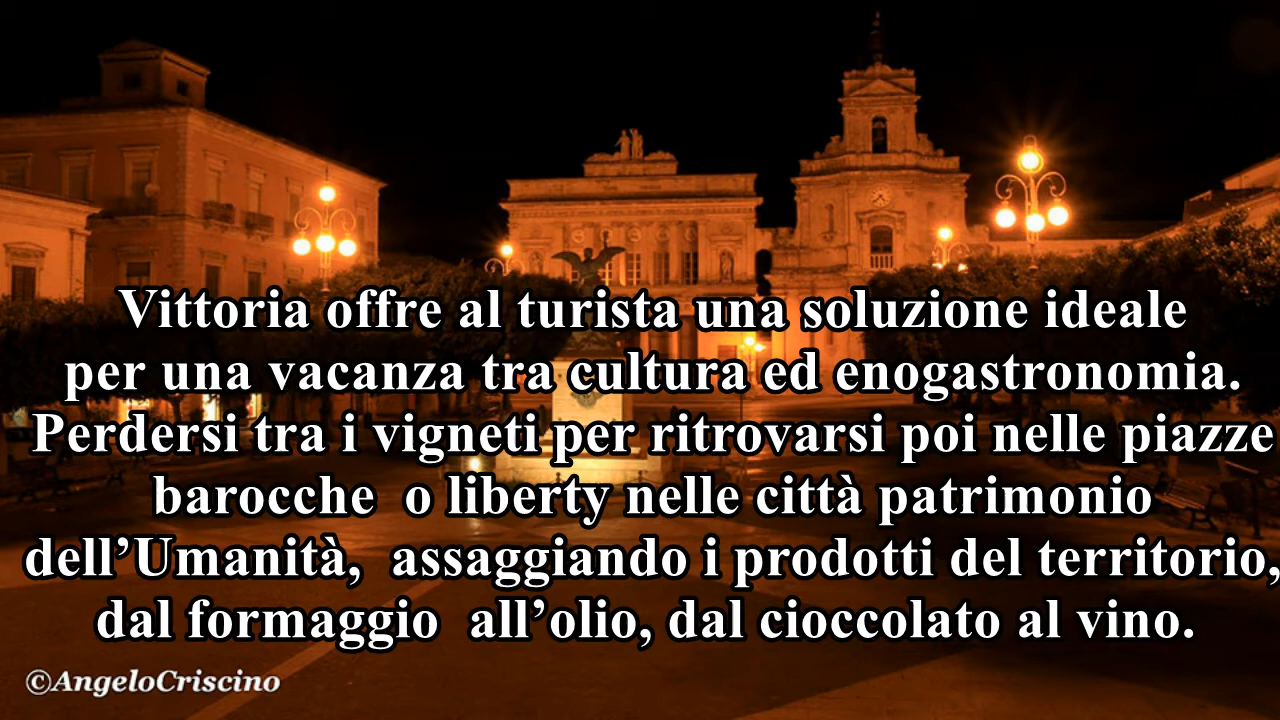 Vittoria offre al turista una soluzione ideale
per una vacanza tra cultura ed enogastronomia.
Perdersi tra i vigneti per ritrovarsi poi nelle piazze
barocche  o liberty nelle città patrimonio
dell’Umanità,  assaggiando i prodotti del territorio,
dal formaggio  all’olio, dal cioccolato al vino.
©AngeloCriscino